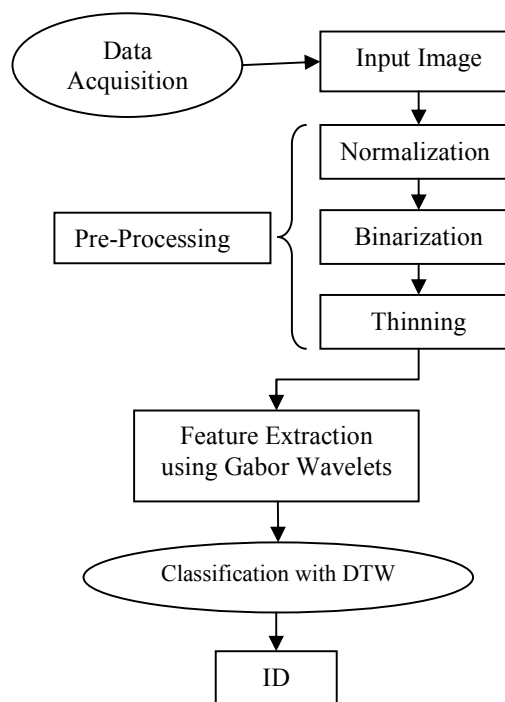 Data
Acquisition
Input Image
Normalization
Pre-Processing
Binarization
Thinning
Feature Extraction
using Gabor Wavelets
Classification with DTW
ID